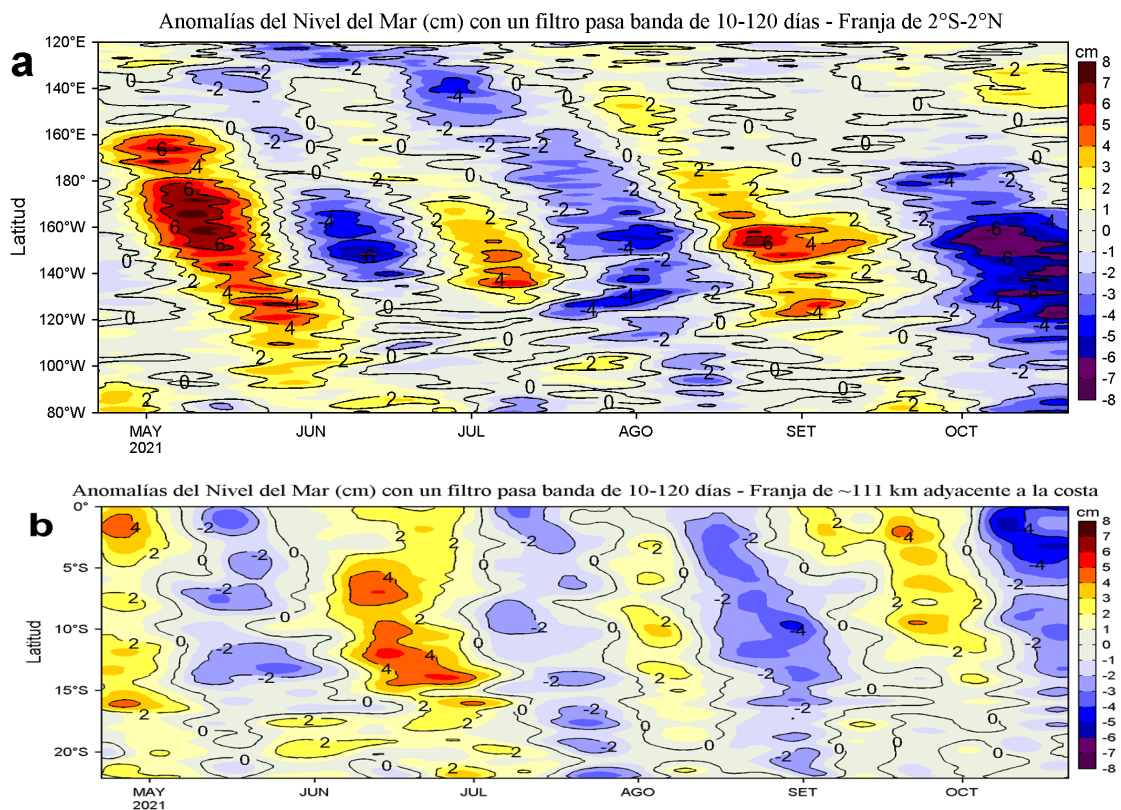 Anomalías del Nivel del Mar (cm) con un filtro pasa banda de 10-120 días - Franja de 2°S-2°N
a
cm
Latitud
120°E
140°E
160°E
180°
160°W
140°W
120°W
100°W
80°W
8
7
6
5
4
3
2
1
0
-1
-2
-3
-4
-5
-6
-7
-8
MAY JUN JUL AGO SET OCT
2021
Anomalías del Nivel del Mar (cm) con un filtro pasa banda de 10-120 días - Franja de ~111 km adyacente a la costa
b
cm
Latitud
0°
5°S
10°S
15°S
20°S
8
7
6
5
4
3
2
1
0
-1
-2
-3
-4
-5
-6
-7
-8
MAY JUN JUL AGO SET OCT
2021